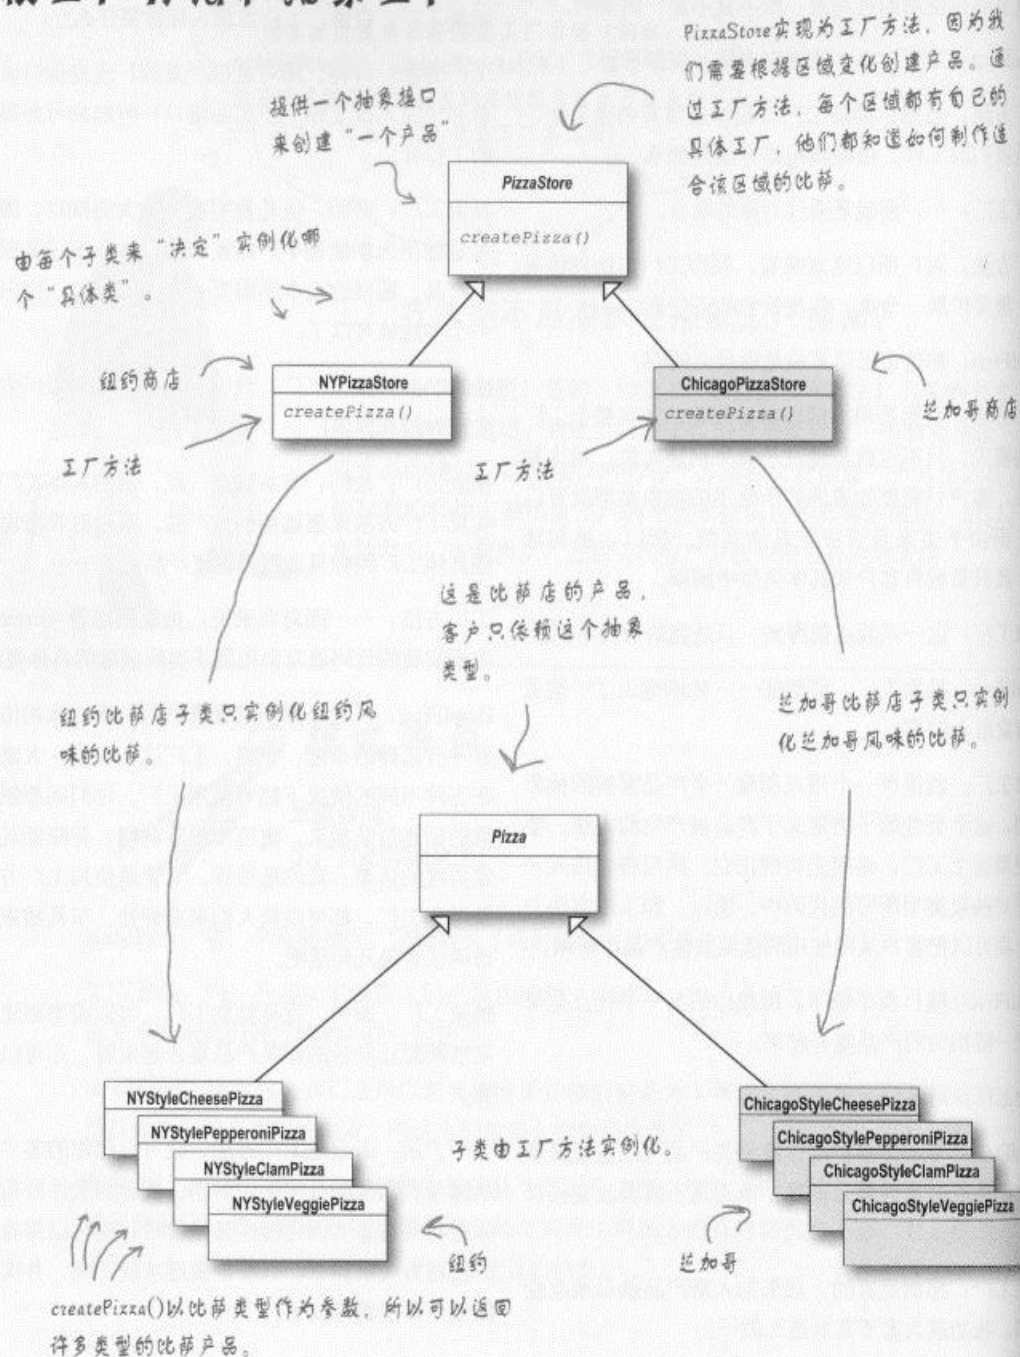 PizzaStore实现为工厂方法，因为我
们需要根据区域变化创建产品。通
过工厂方法，每个区域都有自己的
具体工厂，他们都知道如何制作适
合该区域的比萨。
提供一个抽象接口
来创建“一个产品”
PizzaStore
createPizza()
由每个子类来“决定”实例化哪
个“具体类”。
纽约商店
NYPizzaStore
createPizza()
工厂方法
ChicagoPizzaStore
createPizza()
芝加哥商店
工厂方法
这是比萨店的产品，
客户只依赖这个抽象
类型。
纽约比萨店子类只实例化纽约风
味的比萨。
芝加哥比萨店子类只实例
化芝加哥风味的比萨。
Pizza
NYStyleCheesePizza
NYStylePepperoniPizza
NYStyleClamPizza
NYStyleVeggiePizza
子类由工厂方法实例化。
ChicagoStyleCheesePizza
ChicagoStylePepperoniPizza
ChicagoStyleClamPizza
ChicagoStyleVeggiePizza
纽约
芝加哥
createPizza()以比萨类型作为参数，所以可以返回
许多类型的比萨产品。